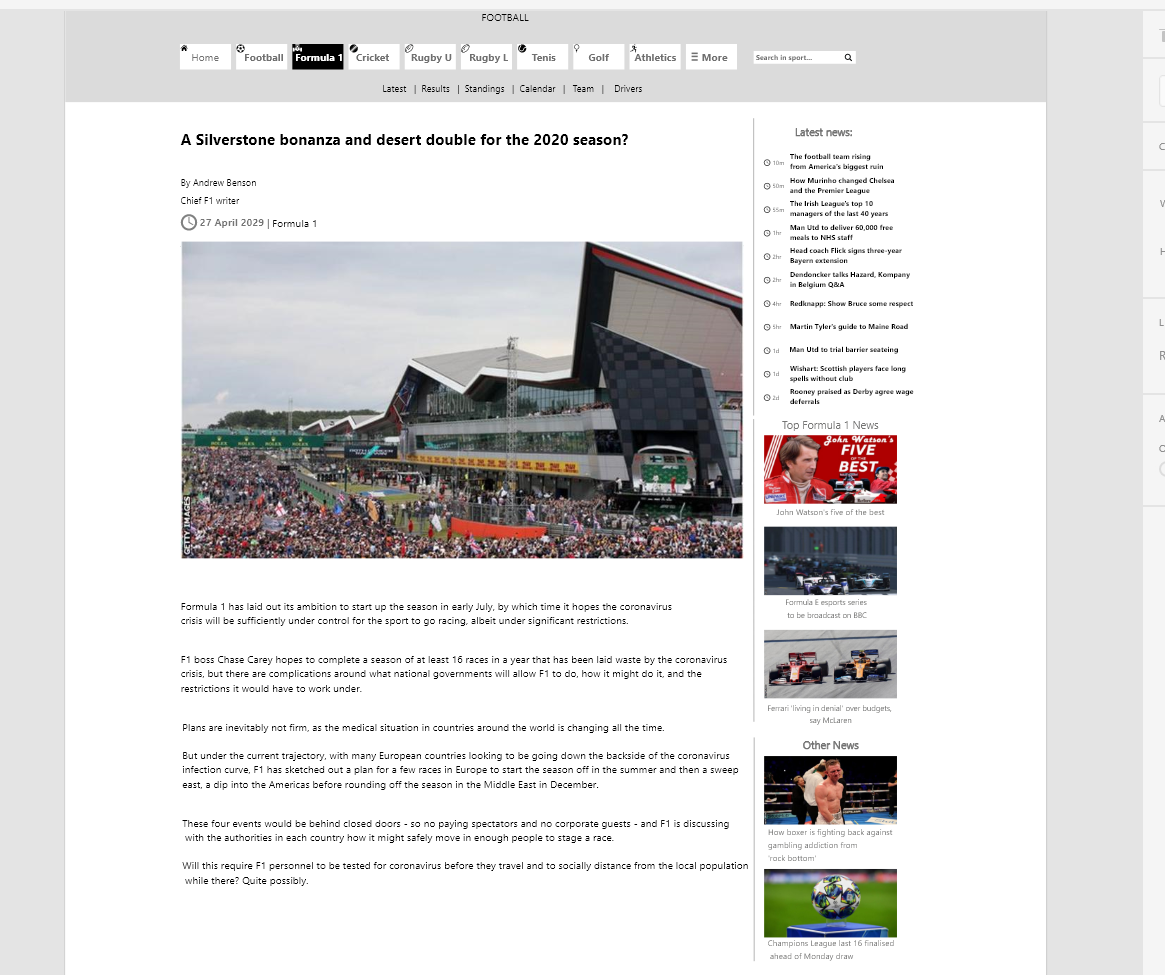 FOOTBALL
Home
Football
Formula 1
Cricket
Rugby U
Rugby L
Tenis
Golf
Athletics
More
Search in sport...
Latest | Results | Standings | Calendar | Team | Drivers
A Silverstone bonanza and desert double for the 2020 season?
By Andrew Benson
Chief F1 writer
27 April 2029 | Formula 1
SILVERSTONE
ROLEX ROLEX ROLEX ROLEX
GETTY IMAGES
Formula 1 has laid out its ambition to start up the season in early July, by which time it hopes the coronavirus
crisis will be sufficiently under control for the sport to go racing, albeit under significant restrictions.
F1 boss Chase Carey hopes to complete a season of at least 16 races in a year that has been laid waste by the coronavirus
crisis, but there are complications around what national governments will allow F1 to do, how it might do it, and the
restrictions it would have to work under.
Plans are inevitably not firm, as the medical situation in countries around the world is changing all the time.
But under the current trajectory, with many European countries looking to be going down the backside of the coronavirus
infection curve, F1 has sketched out a plan for a few races in Europe to start the season off in the summer and then a sweep
east, a dip into the Americas before rounding off the season in the Middle East in December.
These four events would be behind closed doors - so no paying spectators and no corporate guests - and F1 is discussing
with the authorities in each country how it might safely move in enough people to stage a race.
Will this require F1 personnel to be tested for coronavirus before they travel and to socially distance from the local population
while there? Quite possibly.
Latest news:
10m The football team rising
from America's biggest ruin
50m How Murinho changed Chelsea
and the Premier League
55m The Irish League's top 10
managers of the last 40 years
1hr Man Utd to deliver 60,000 free
meals to NHS staff
2hr Head coach Flick signs three-year
Bayern extension
2hr Dendoncker talks Hazard, Kompany
in Belgium Q&A
4hr Redknapp: Show Bruce some respect
5hr Martin Tyler's guide to Maine Road
1d Man Utd to trial barrier seateing
1d Wishart: Scottish players face long
spells without club
2d Rooney praised as Derby agree wage
deferrals
Top Formula 1 News
John Watson's
FIVE
OF THE
BEST
John Watson's five of the best
Formula E esports series
to be broadcast on BBC
Ferrari 'living in denial' over budgets,
say McLaren
Other News
How boxer is fighting back against
gambling addiction from
'rock bottom'
Champions League last 16 finalised
ahead of Monday draw